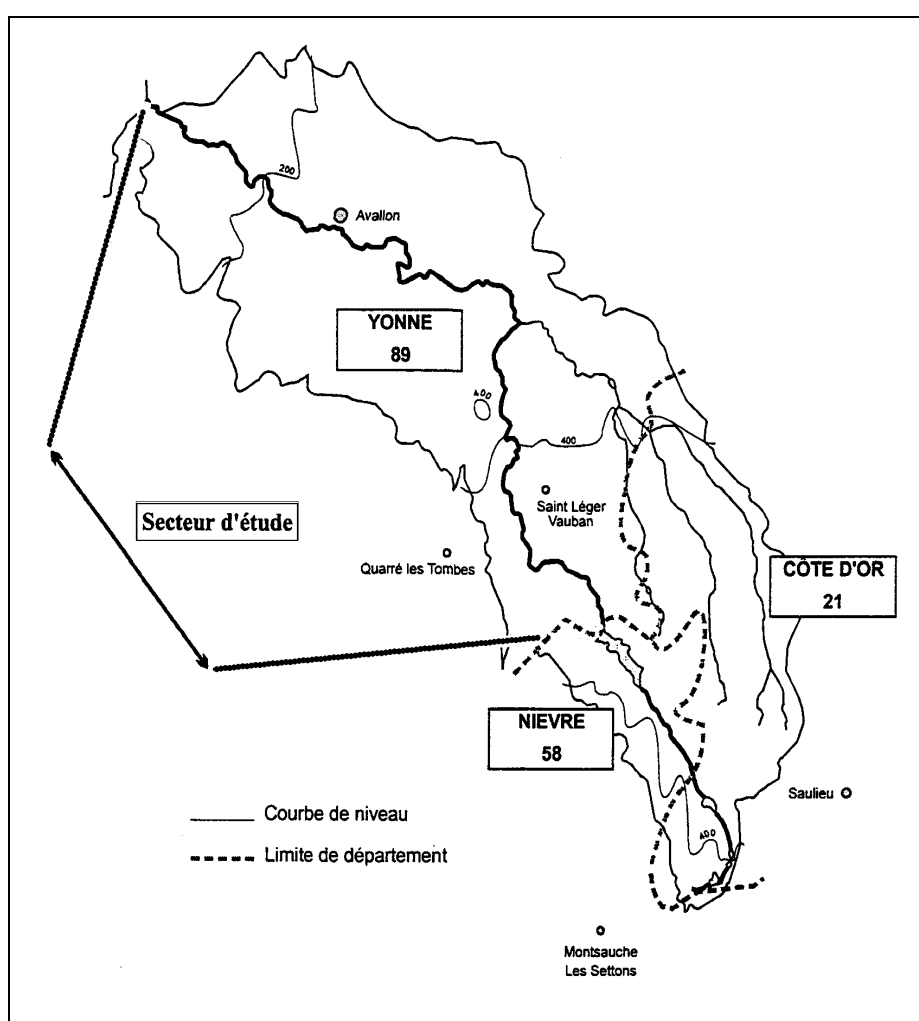 200
Avallon
YONNE
89
400
400
Saint Léger
Vauban
Secteur d'étude
Quarré les Tombes
CÔTE D'OR
21
NIEVRE
58
Saulieu
Courbe de niveau
400
Limite de département
Montsauche
Les Settons